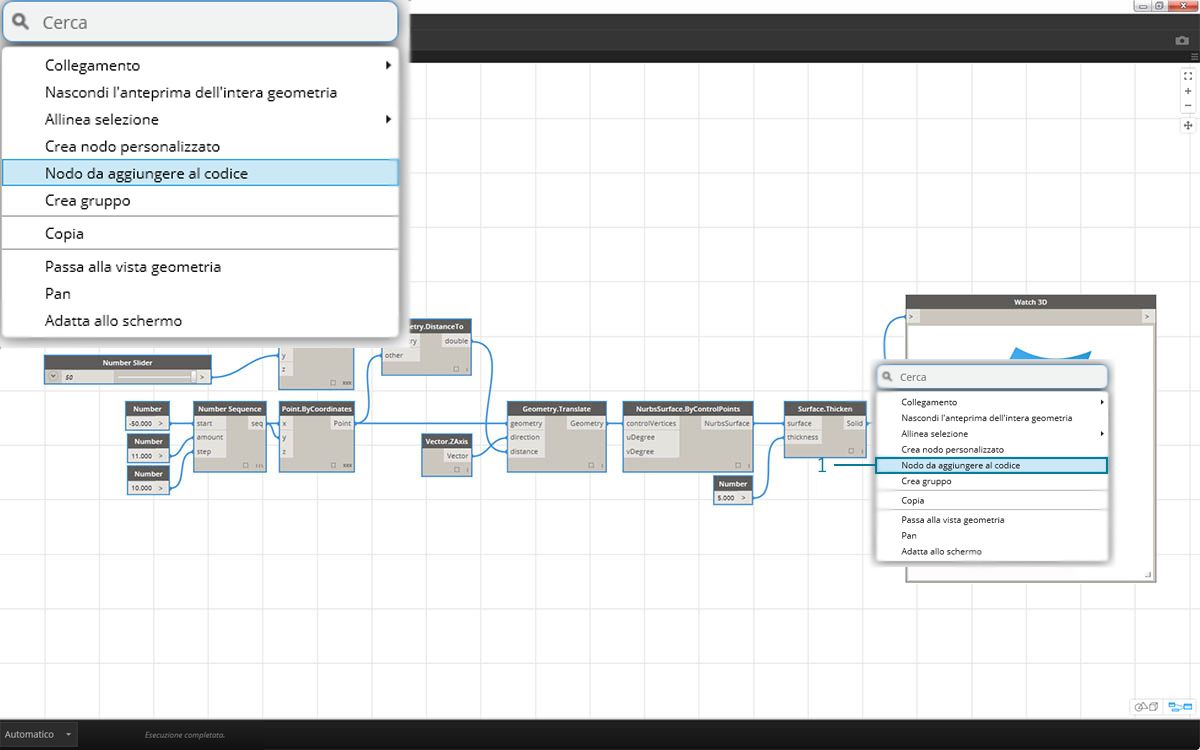 Cerca
Collegamento
Nascondi l'anteprima dell'intera geometria
Allinea selezione
Crea nodo personalizzato
Nodo da aggiungere al codice
Crea gruppo
Copia
Passa alla vista geometria
Pan
Adatta allo schermo
etry.DistanceTo
ry double
other
Number Slider
50 >
y
z
Number
-50.000 >
Number
11.000 >
Number
10.000 >
Number Sequence
start seq
amount
step
Point.ByCoordinates
x Point
y
z
Vector.ZAxis
Vector
Geometry.Translate
geometry Geometry
direction
distance
NurbsSurface.ByControlPoints
controlVertices NurbsSurface
uDegree
vDegree
Number
5.000 >
Surface.Thicken
surface Solid
thickness
Watch 3D
> >
1
Cerca
Collegamento
Nascondi l'anteprima dell'intera geometria
Allinea selezione
Crea nodo personalizzato
Nodo da aggiungere al codice
Crea gruppo
Copia
Passa alla vista geometria
Pan
Adatta allo schermo
Automatico
Esecuzione completata.